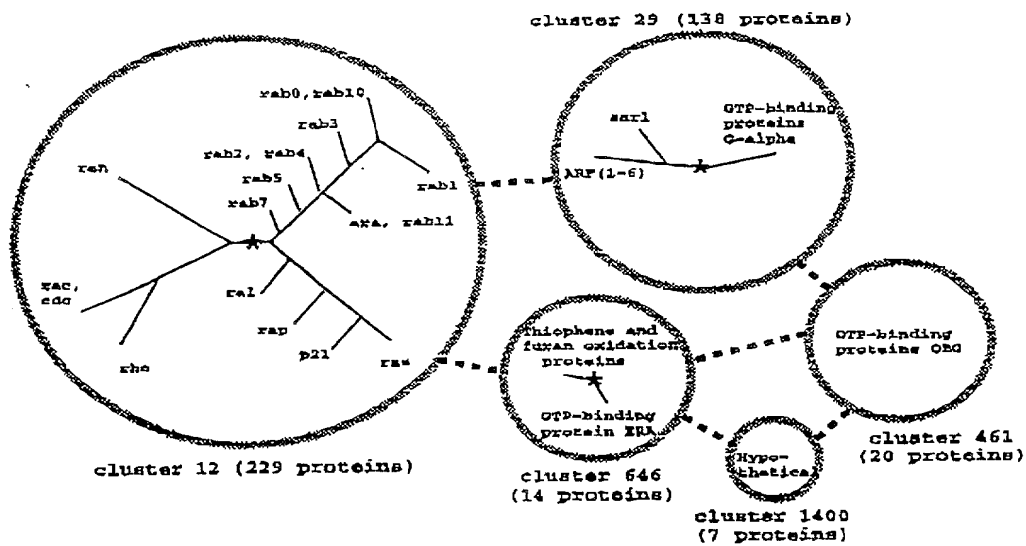 cluster 29 (138 proteins)
rab8, rab10
rab3
rab2, rab4
rab5
rab7
rab1
ara, rab11
ran
rac,
cdc
rho
ral
rap
p21
ras
cluster 12 (229 proteins)
sar1
GTP-binding
proteins
G-alpha
ARF(1-6)
Thiophene and
furan oxidation
proteins
GTP-binding
protein ERA
cluster 646
(14 proteins)
GTP-binding
proteins OBG
cluster 461
(20 proteins)
Hypo-
thetical
cluster 1400
(7 proteins)